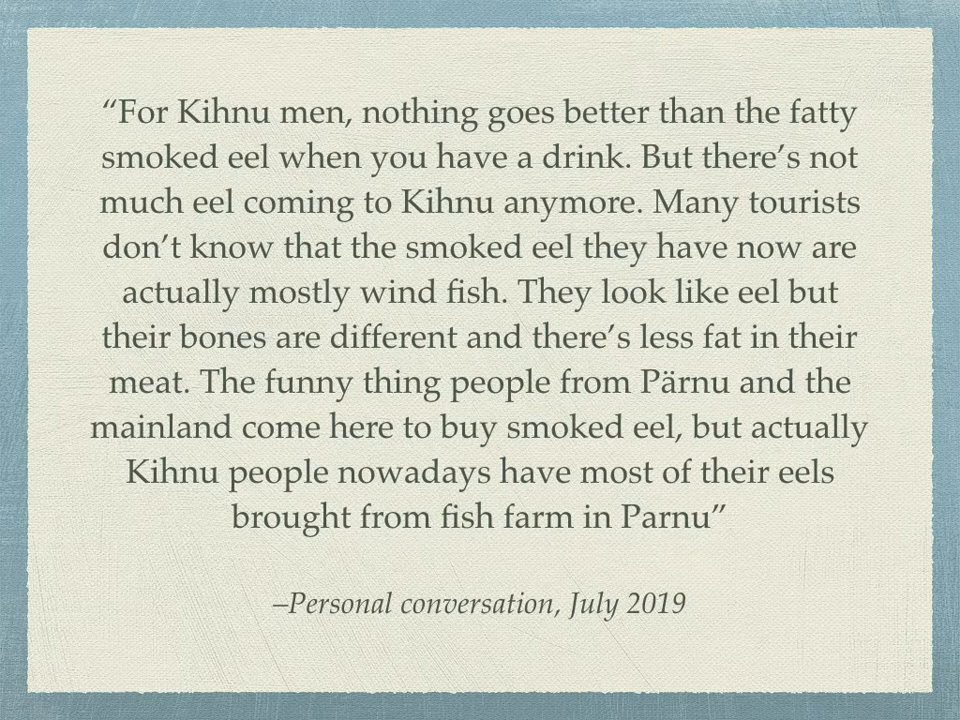 “For Kihnu men, nothing goes better than the fatty
smoked eel when you have a drink. But there’s not
much eel coming to Kihnu anymore. Many tourists
don’t know that the smoked eel they have now are
actually mostly wind fish. They look like eel but
their bones are different and there’s less fat in their
meat. The funny thing people from Pärnu and the
mainland come here to buy smoked eel, but actually
Kihnu people nowadays have most of their eels
brought from fish farm in Parnu”
–Personal conversation, July 2019